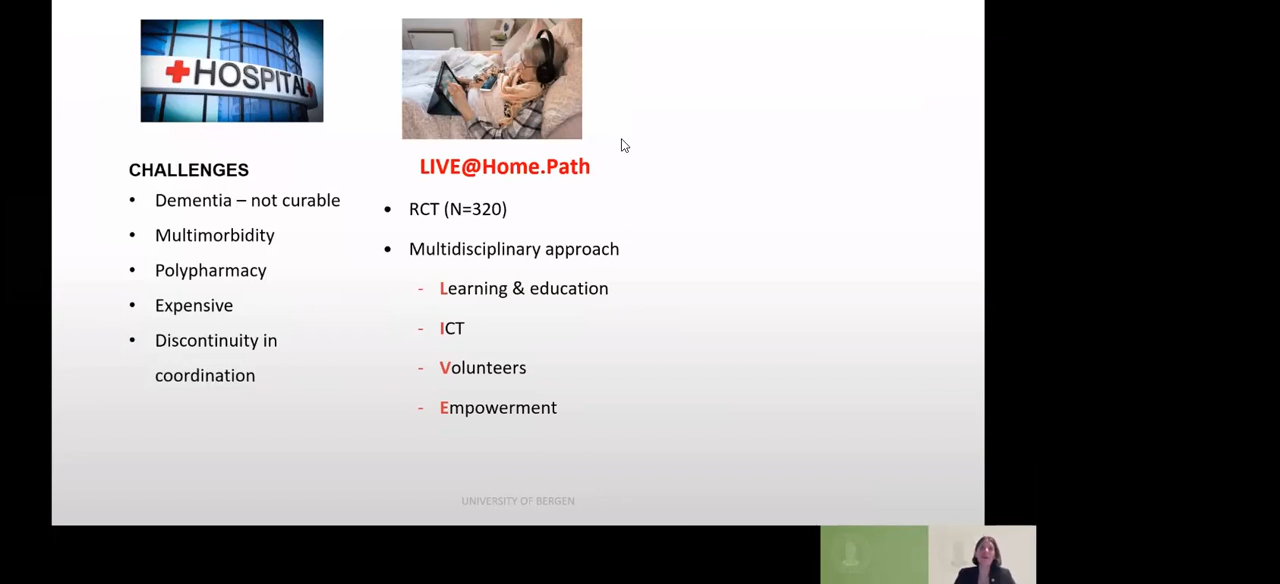 HOSPITAL
CHALLENGES
• Dementia – not curable
• Multimorbidity
• Polypharmacy
• Expensive
• Discontinuity in
coordination
LIVE@Home.Path
• RCT (N=320)
• Multidisciplinary approach
- Learning & education
- ICT
- Volunteers
- Empowerment
UNIVERSITY OF BERGEN